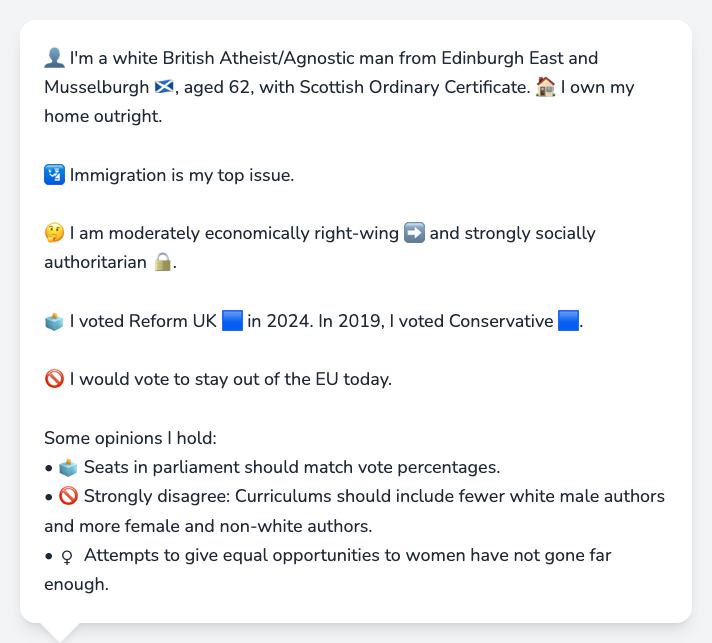 👤 I'm a white British Atheist/Agnostic man from Edinburgh East and
Musselburgh 🏴󠁧󠁢󠁳󠁣󠁴󠁿, aged 62, with Scottish Ordinary Certificate. 🏠 I own my
home outright.
🛂 Immigration is my top issue.
🤔 I am moderately economically right-wing ➡️ and strongly socially
authoritarian 🔒.
🗳️ I voted Reform UK 🟦 in 2024. In 2019, I voted Conservative 🟦.
🚫 I would vote to stay out of the EU today.
Some opinions I hold:
• 🗳️ Seats in parliament should match vote percentages.
• 🚫 Strongly disagree: Curriculums should include fewer white male authors
and more female and non-white authors.
• ♀ Attempts to give equal opportunities to women have not gone far
enough.